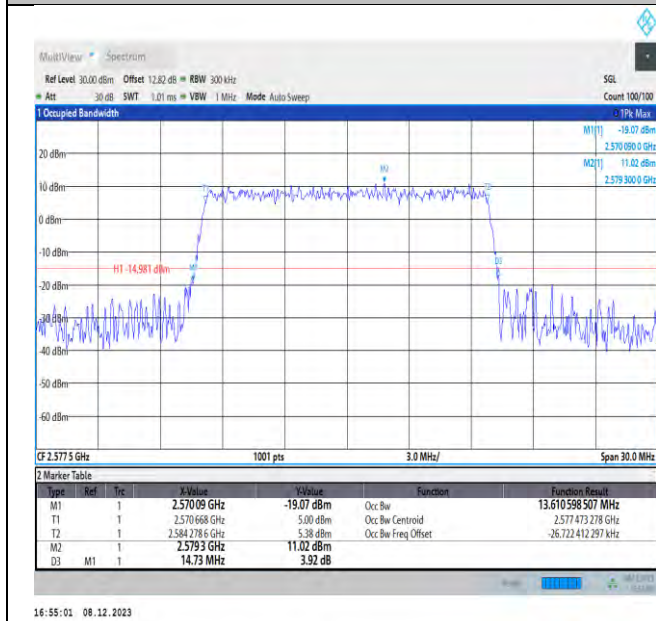 MultiView Spectrum
Ref Level 30.00 dBm Offset 12.82 dB RBW 300 kHz SGL
Att 30 dB SWT 1.01 ms VBW 1 MHz Mode Auto Sweep Count 100/100
1 Occupied Bandwidth 1Pk Max
M1[1] -19.07 dBm
2.570 090 0 GHz
M2[1] 11.02 dBm
2.579 300 0 GHz
20 dBm
M2
10 dBm
T1
T2
0 dBm
-10 dBm
H1 -14.981 dBm
M1
D3
-20 dBm
-30 dBm
-40 dBm
-50 dBm
-60 dBm
CF 2.577 5 GHz 1001 pts 3.0 MHz/ Span 30.0 MHz
2 Marker Table
Type Ref Trc X-Value Y-Value Function Function Result
M1 1 2.570 09 GHz -19.07 dBm Occ Bw 13.610 598 507 MHz
T1 1 2.570 668 GHz 5.00 dBm Occ Bw Centroid 2.577 473 278 GHz
T2 1 2.584 278 6 GHz 5.38 dBm Occ Bw Freq Offset -26.722 412 297 kHz
M2 1 2.579 3 GHz 11.02 dBm
D3 M1 1 14.73 MHz 3.92 dB
16:55:01 08.12.2023